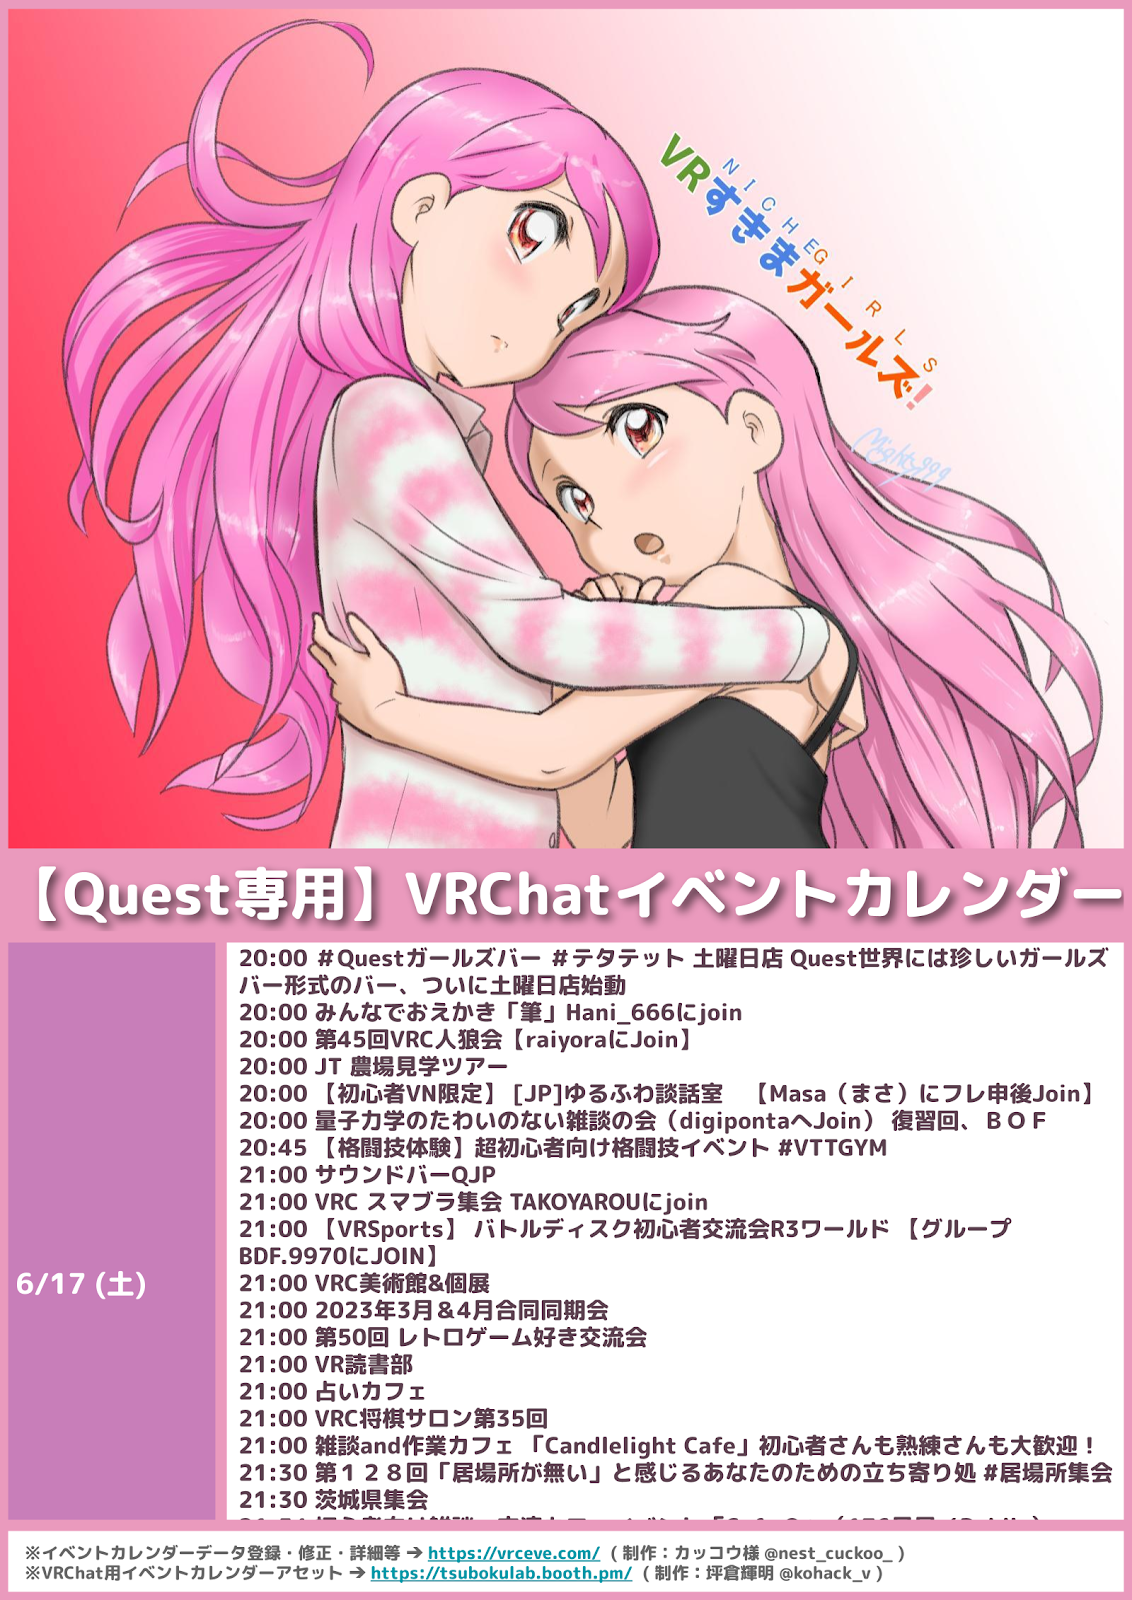 NICHE GIRLS
VRすきまガールズ!
Mighty999
【Quest専用】VRChatイベントカレンダー
6/17 (土)
20:00 #Questガールズバー #テタテット 土曜日店 Quest世界には珍しいガールズ
バー形式のバー、ついに土曜日店始動
20:00 みんなでおえかき「筆」Hani_666にjoin
20:00 第45回VRC人狼会【raiyoraにJoin】
20:00 JT 農場見学ツアー
20:00 【初心者VN限定】 [JP]ゆるふわ談話室　【Masa（まさ）にフレ申後Join】
20:00 量子力学のたわいのない雑談の会（digipontaへJoin） 復習回、ＢＯＦ
20:45 【格闘技体験】超初心者向け格闘技イベント #VTTGYM
21:00 サウンドバーQJP
21:00 VRC スマブラ集会 TAKOYAROUにjoin
21:00 【VRSports】 バトルディスク初心者交流会R3ワールド 【グループ
BDF.9970にJOIN】
21:00 VRC美術館&個展
21:00 2023年3月＆4月合同同期会
21:00 第50回 レトロゲーム好き交流会
21:00 VR読書部
21:00 占いカフェ
21:00 VRC将棋サロン第35回
21:00 雑談and作業カフェ 「Candlelight Cafe」初心者さんも熟練さんも大歓迎！
21:30 第１２８回「居場所が無い」と感じるあなたのための立ち寄り処 #居場所集会
21:30 茨城県集会
※イベントカレンダーデータ登録・修正・詳細等 ➔ https://vrceve.com/ （ 制作：カッコウ様 @nest_cuckoo_ ）
※VRChat用イベントカレンダーアセット ➔ https://tsubokulab.booth.pm/ （ 制作：坪倉輝明 @kohack_v ）